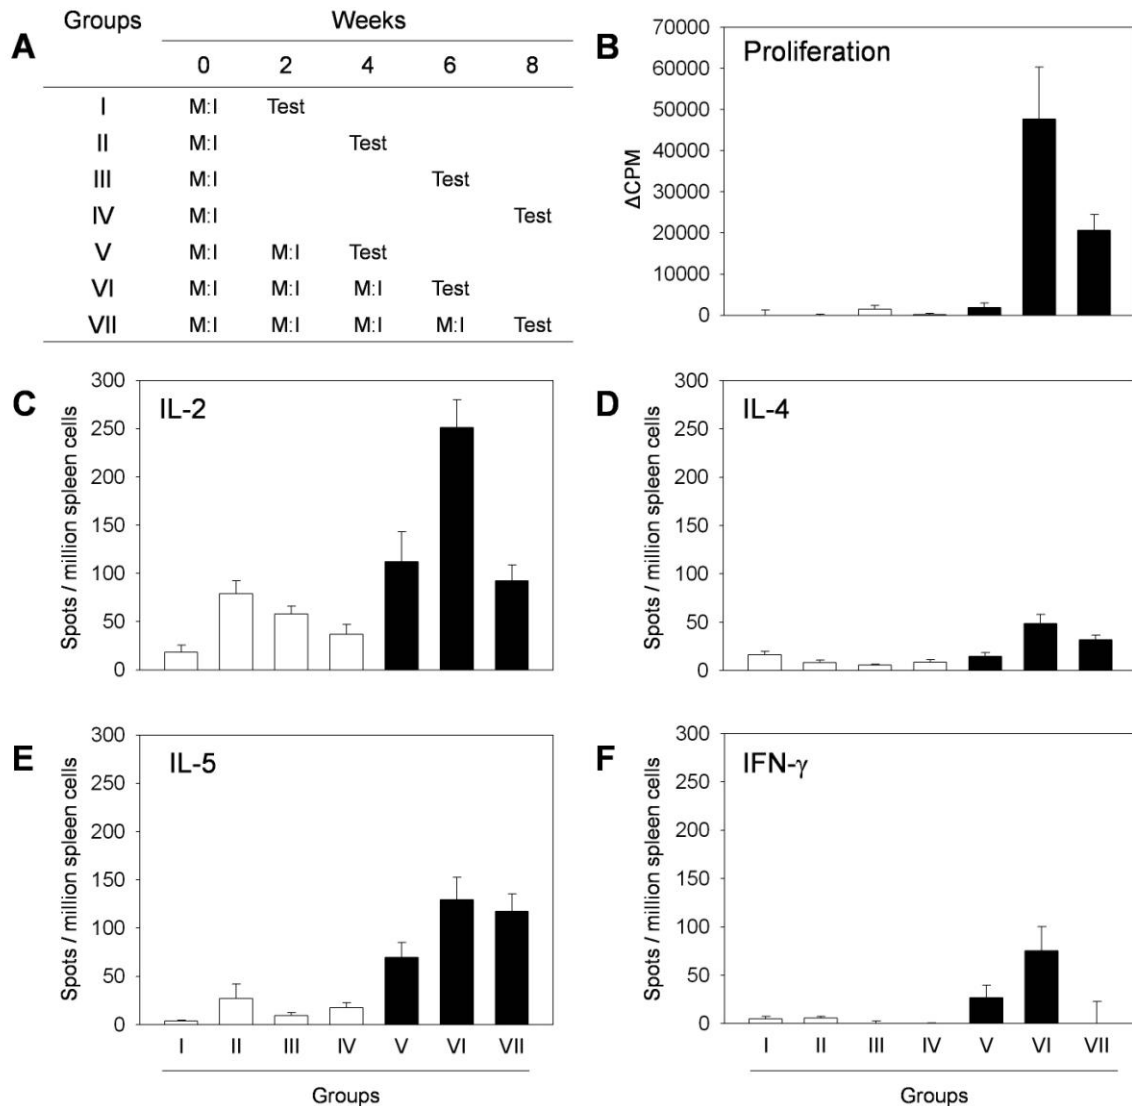 A
Groups Weeks
0 2 4 6 8
I M:I Test
II M:I Test
III M:I Test
IV M:I Test
V M:I M:I Test
VI M:I M:I M:I Test
VII M:I M:I M:I M:I Test
B
Proliferation
ΔCPM
70000
60000
50000
40000
30000
20000
10000
0
C
IL-2
Spots / million spleen cells
300
250
200
150
100
50
0
D
IL-4
Spots / million spleen cells
300
250
200
150
100
50
0
E
IL-5
Spots / million spleen cells
300
250
200
150
100
50
0
I II III IV V VI VII
Groups
F
IFN-γ
Spots / million spleen cells
300
250
200
150
100
50
0
I II III IV V VI VII
Groups